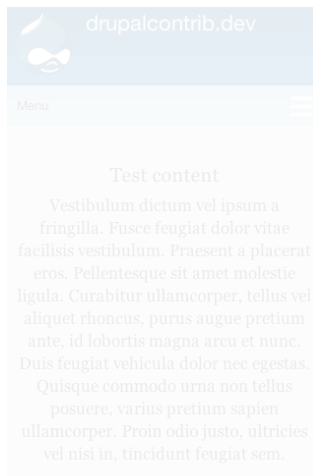 drupalcontrib.dev
Menu
Test content
Vestibulum dictum vel ipsum a
fringilla. Fusce feugiat dolor vitae
facilisis vestibulum. Praesent a placerat
eros. Pellentesque sit amet molestie
ligula. Curabitur ullamcorper, tellus vel
aliquet rhoncus, purus augue pretium
ante, id lobortis magna arcu et nunc.
Duis feugiat vehicula dolor nec egestas.
Quisque commodo urna non tellus
posuere, varius pretium sapien
ullamcorper. Proin odio justo, ultricies
vel nisi in, tincidunt feugiat sem.